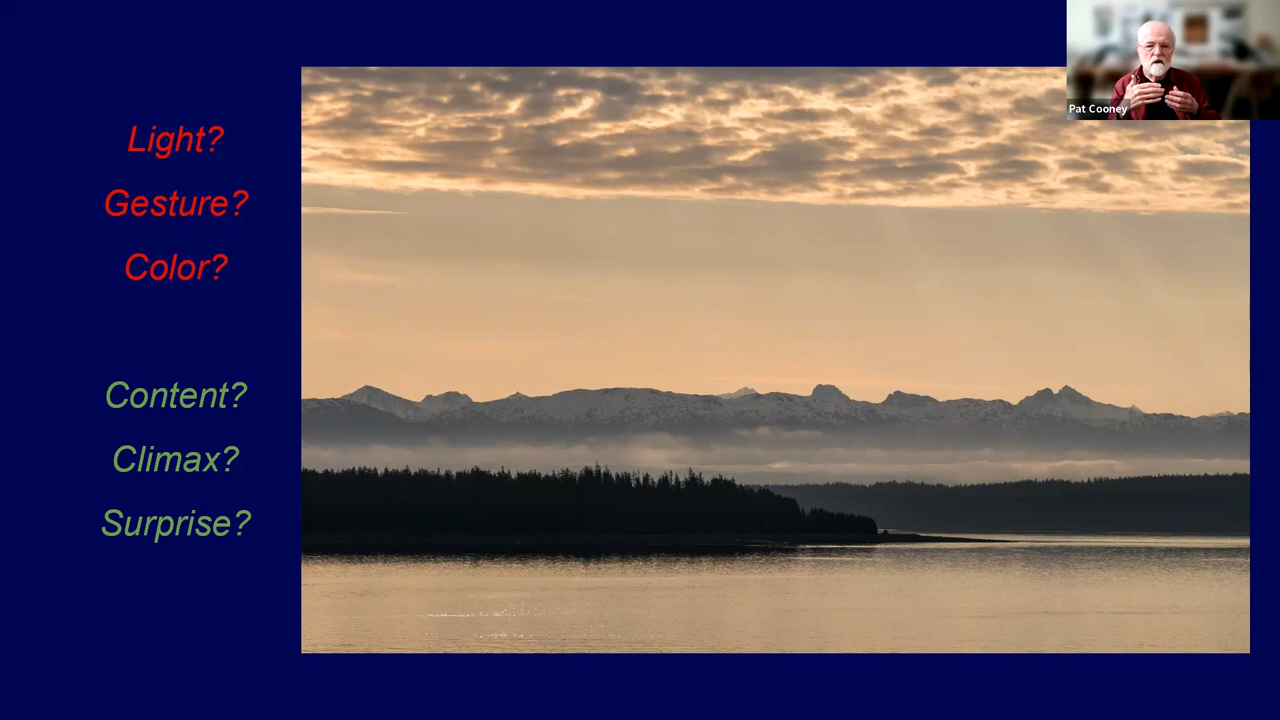 Light?
Gesture?
Color?
Content?
Climax?
Surprise?
Pat Cooney